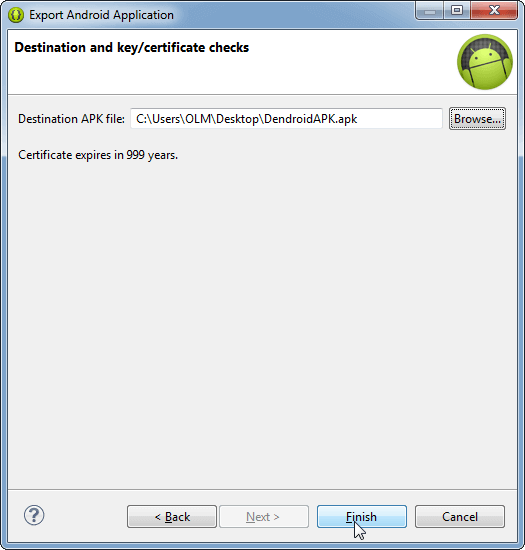 Export Android Application
Destination and key/certificate checks
Destination APK file: C:\Users\OLM\Desktop\DendroidAPK.apk Browse...
Certificate expires in 999 years.
? < Back Next > Finish Cancel